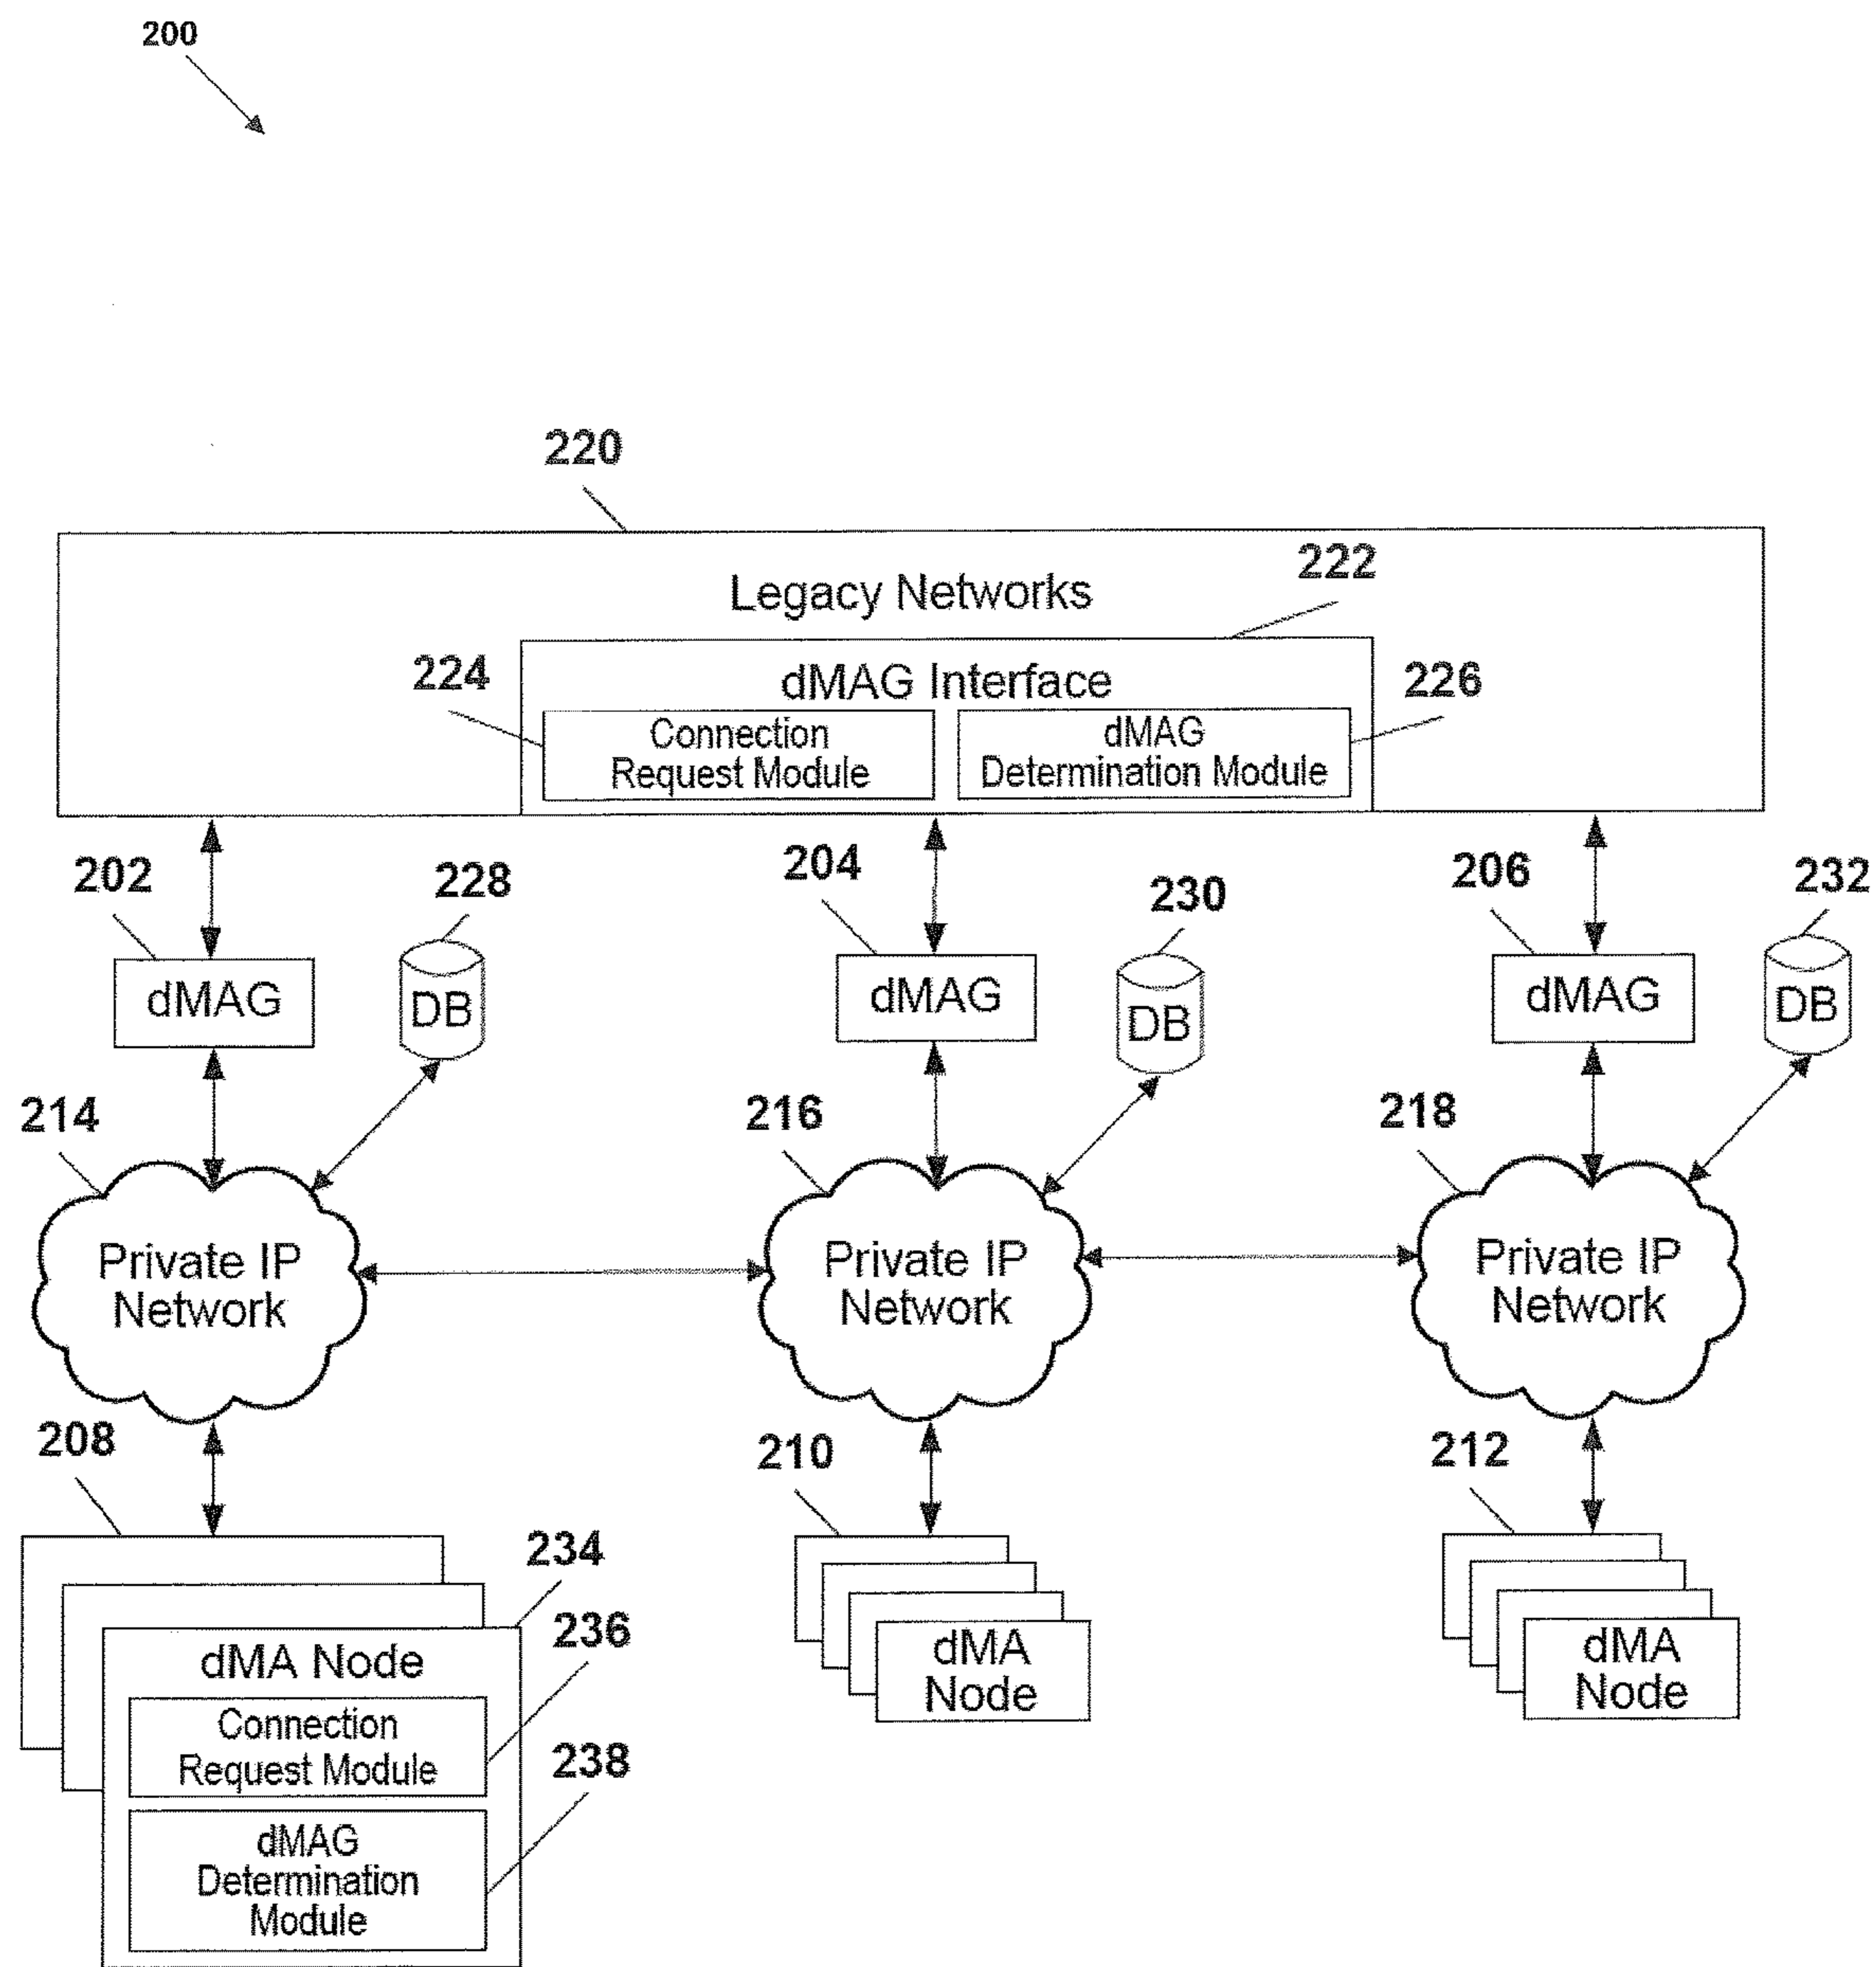 200
220
Legacy Networks
222
224
dMAG Interface
226
Connection
Request Module
dMAG
Determination Module
202
228
204
230
206
232
dMAG
DB
dMAG
DB
dMAG
DB
214
216
218
Private IP
Network
Private IP
Network
Private IP
Network
208
210
212
234
dMA Node
236
Connection
Request Module
238
dMAG
Determination
Module
dMA
Node
dMA
Node